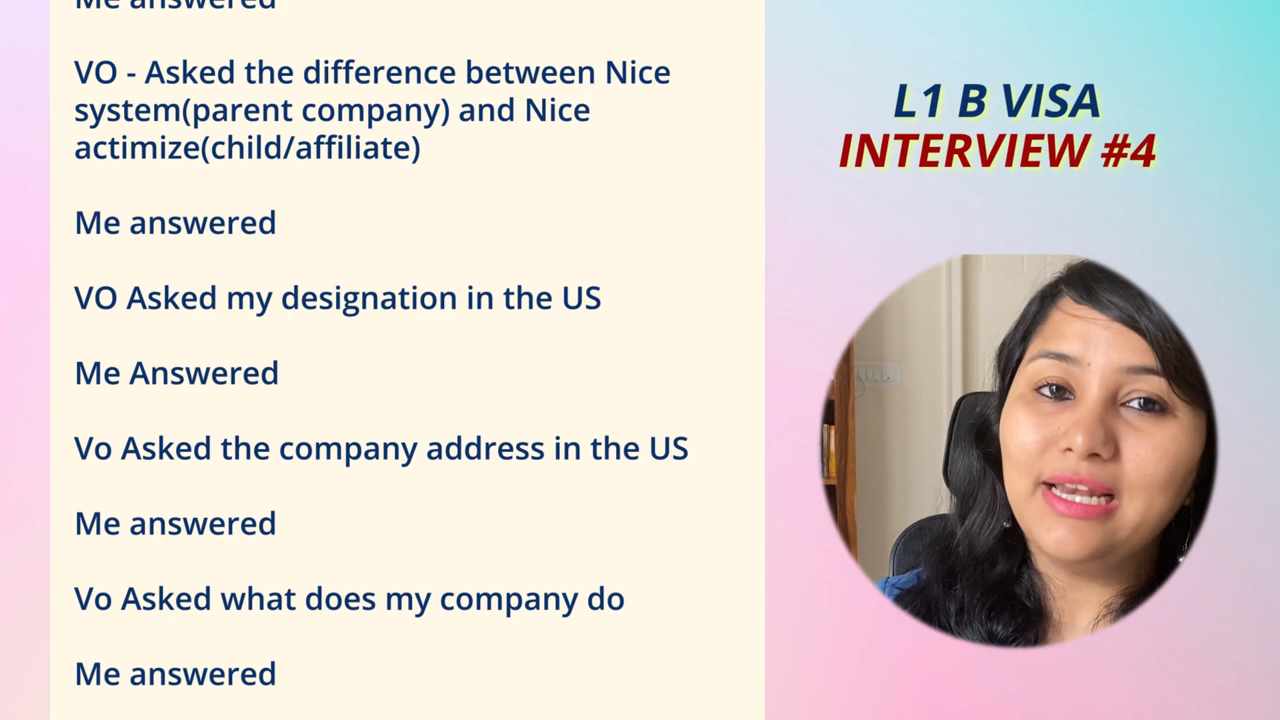 Me answered
VO - Asked the difference between Nice
system(parent company) and Nice
actimize(child/affiliate)
Me answered
VO Asked my designation in the US
Me Answered
Vo Asked the company address in the US
Me answered
Vo Asked what does my company do
Me answered
L1 B VISA
INTERVIEW #4